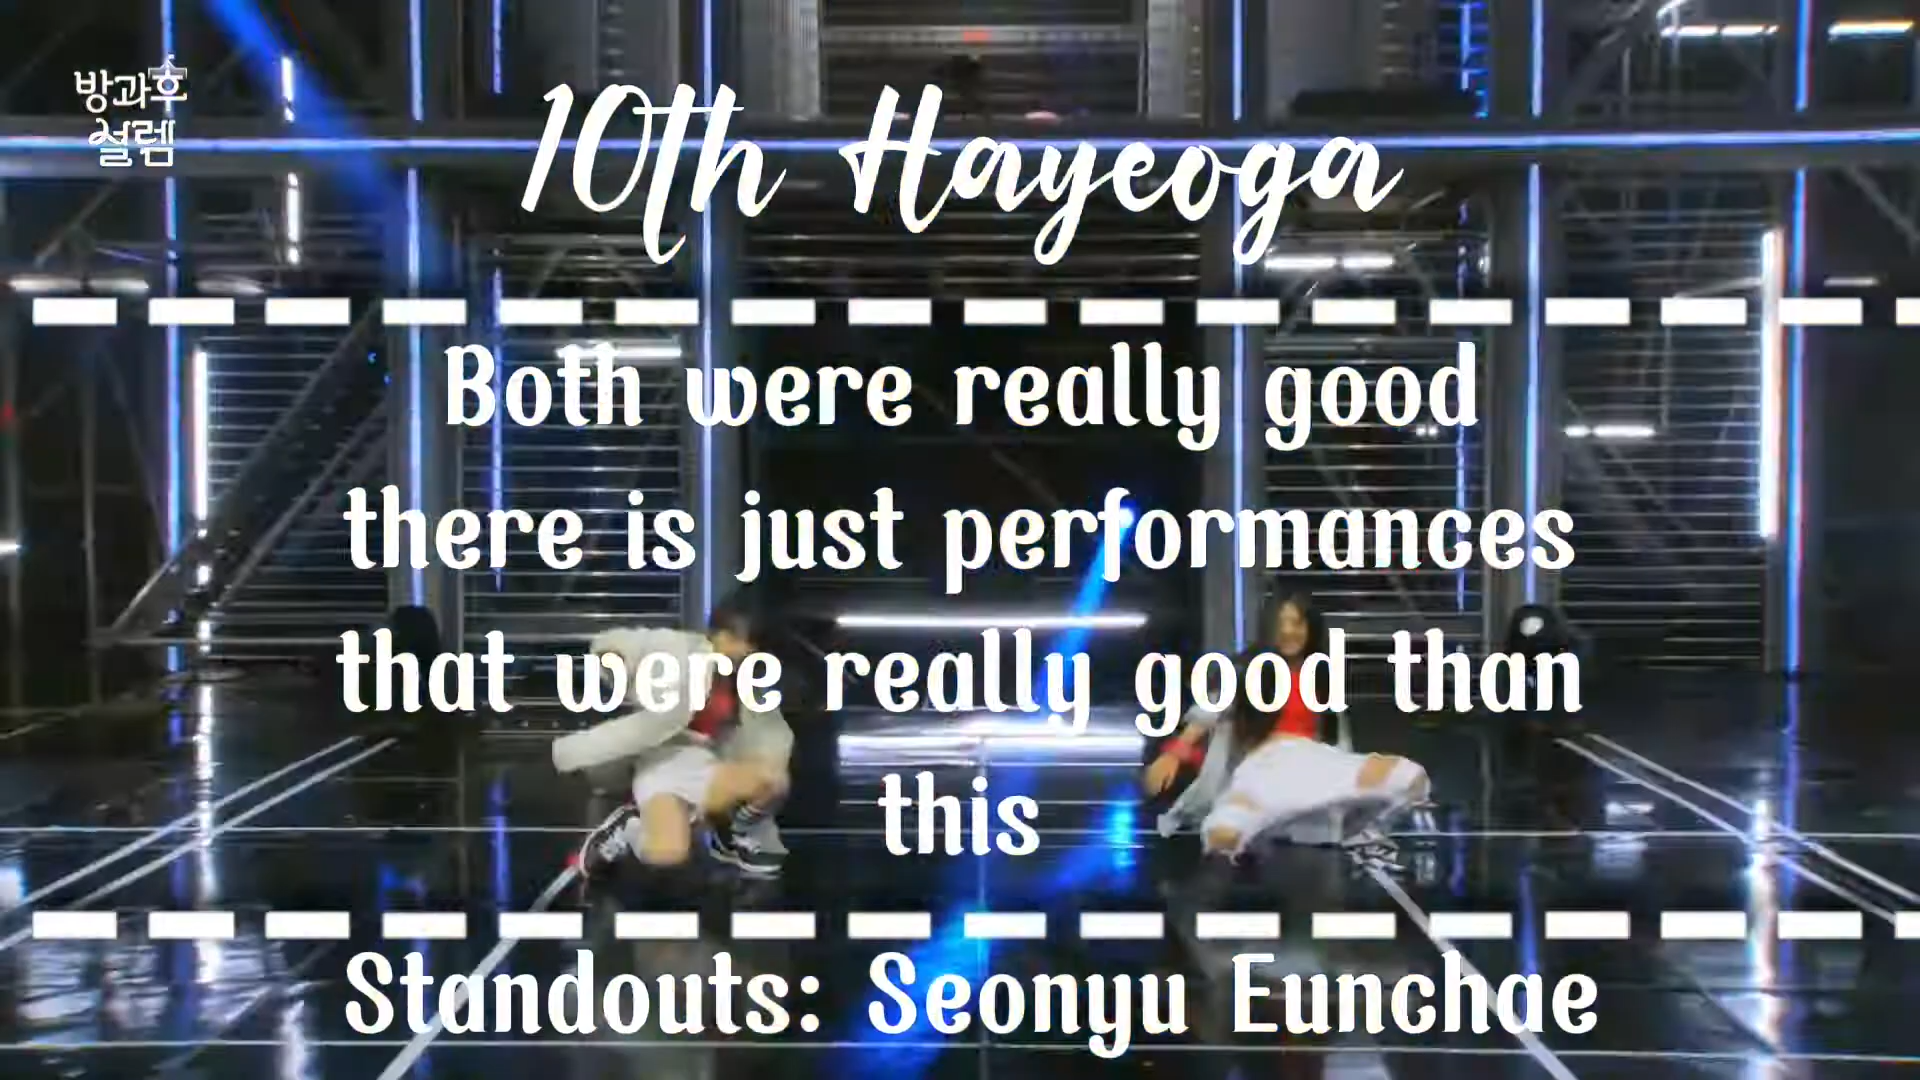 방과후
설렘
10th Hayeoga
Both were really good
there is just performances
that were really good than
this
Standouts: Seonyu Eunchae